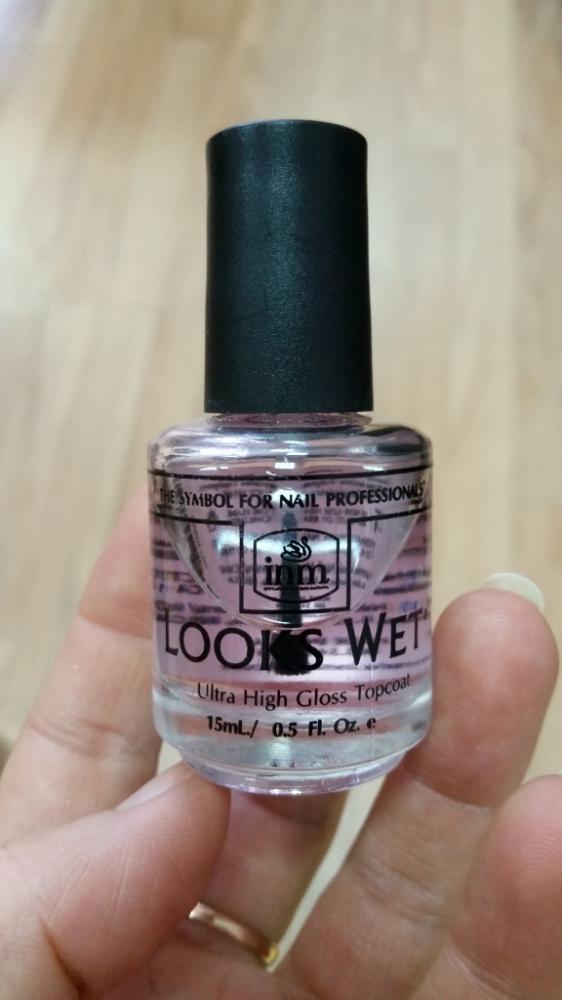 "THE SYMBOL FOR NAIL PROFESSIONALS"
inm
LOOKS WET
Ultra High Gloss Topcoat
15mL./ 0.5 Fl. Oz. e